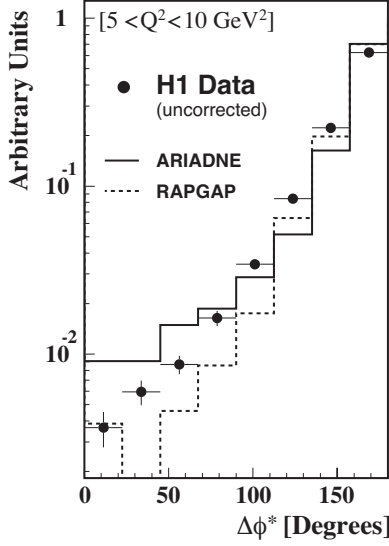 [5 <Q²<10 GeV²]
H1 Data
(uncorrected)
ARIADNE
RAPGAP
Arbitrary Units
1
10⁻¹
10⁻²
0 50 100 150
Δϕ* [Degrees]